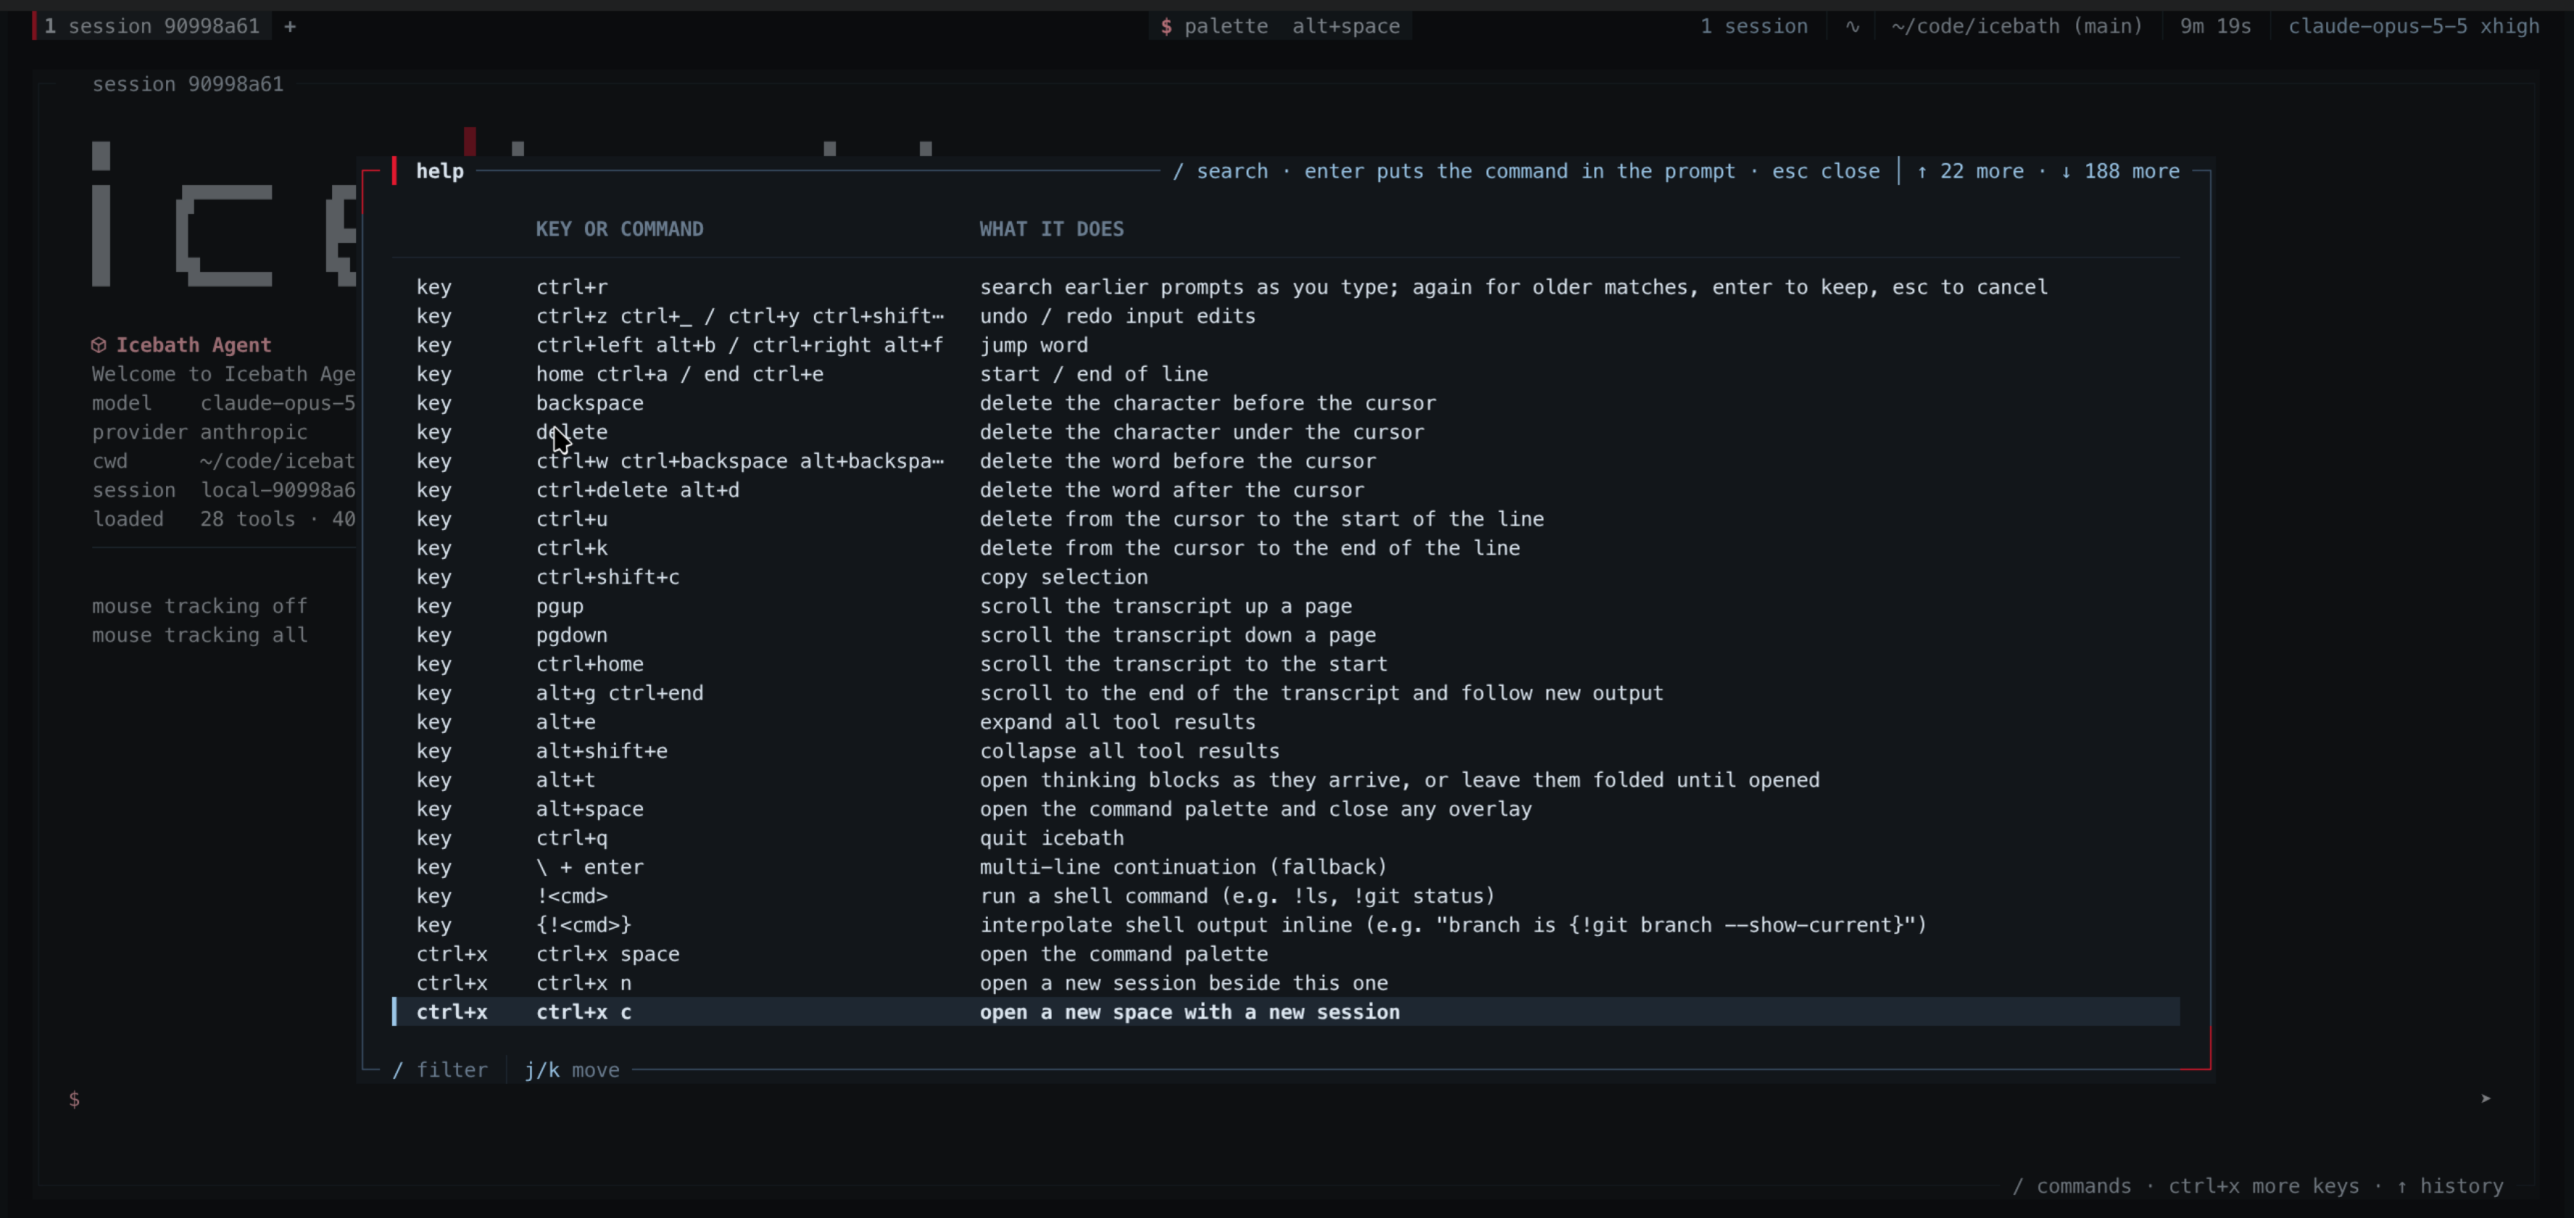 1 session 90998a61 +
$ palette alt+space
1 session ∿ ~/code/icebath (main) 9m 19s claude-opus-5-5 xhigh
session 90998a61
help
/ search · enter puts the command in the prompt · esc close │ ↑ 22 more · ↓ 188 more
KEY OR COMMAND WHAT IT DOES
key ctrl+r search earlier prompts as you type; again for older matches, enter to keep, esc to cancel
key ctrl+z ctrl+_ / ctrl+y ctrl+shift⋯ undo / redo input edits
key ctrl+left alt+b / ctrl+right alt+f jump word
key home ctrl+a / end ctrl+e start / end of line
key backspace delete the character before the cursor
key delete delete the character under the cursor
key ctrl+w ctrl+backspace alt+backspa⋯ delete the word before the cursor
key ctrl+delete alt+d delete the word after the cursor
key ctrl+u delete from the cursor to the start of the line
key ctrl+k delete from the cursor to the end of the line
key ctrl+shift+c copy selection
key pgup scroll the transcript up a page
key pgdown scroll the transcript down a page
key ctrl+home scroll the transcript to the start
key alt+g ctrl+end scroll to the end of the transcript and follow new output
key alt+e expand all tool results
key alt+shift+e collapse all tool results
key alt+t open thinking blocks as they arrive, or leave them folded until opened
key alt+space open the command palette and close any overlay
key ctrl+q quit icebath
key \ + enter multi-line continuation (fallback)
key !<cmd> run a shell command (e.g. !ls, !git status)
key {!<cmd>} interpolate shell output inline (e.g. "branch is {!git branch --show-current}")
ctrl+x ctrl+x space open the command palette
ctrl+x ctrl+x n open a new session beside this one
ctrl+x ctrl+x c open a new space with a new session
/ filter │ j/k move
Icebath Agent
Welcome to Icebath Age
model claude-opus-5
provider anthropic
cwd ~/code/icebat
session local-90998a6
loaded 28 tools · 40
mouse tracking off
mouse tracking all
$ ➤
/ commands · ctrl+x more keys · ↑ history